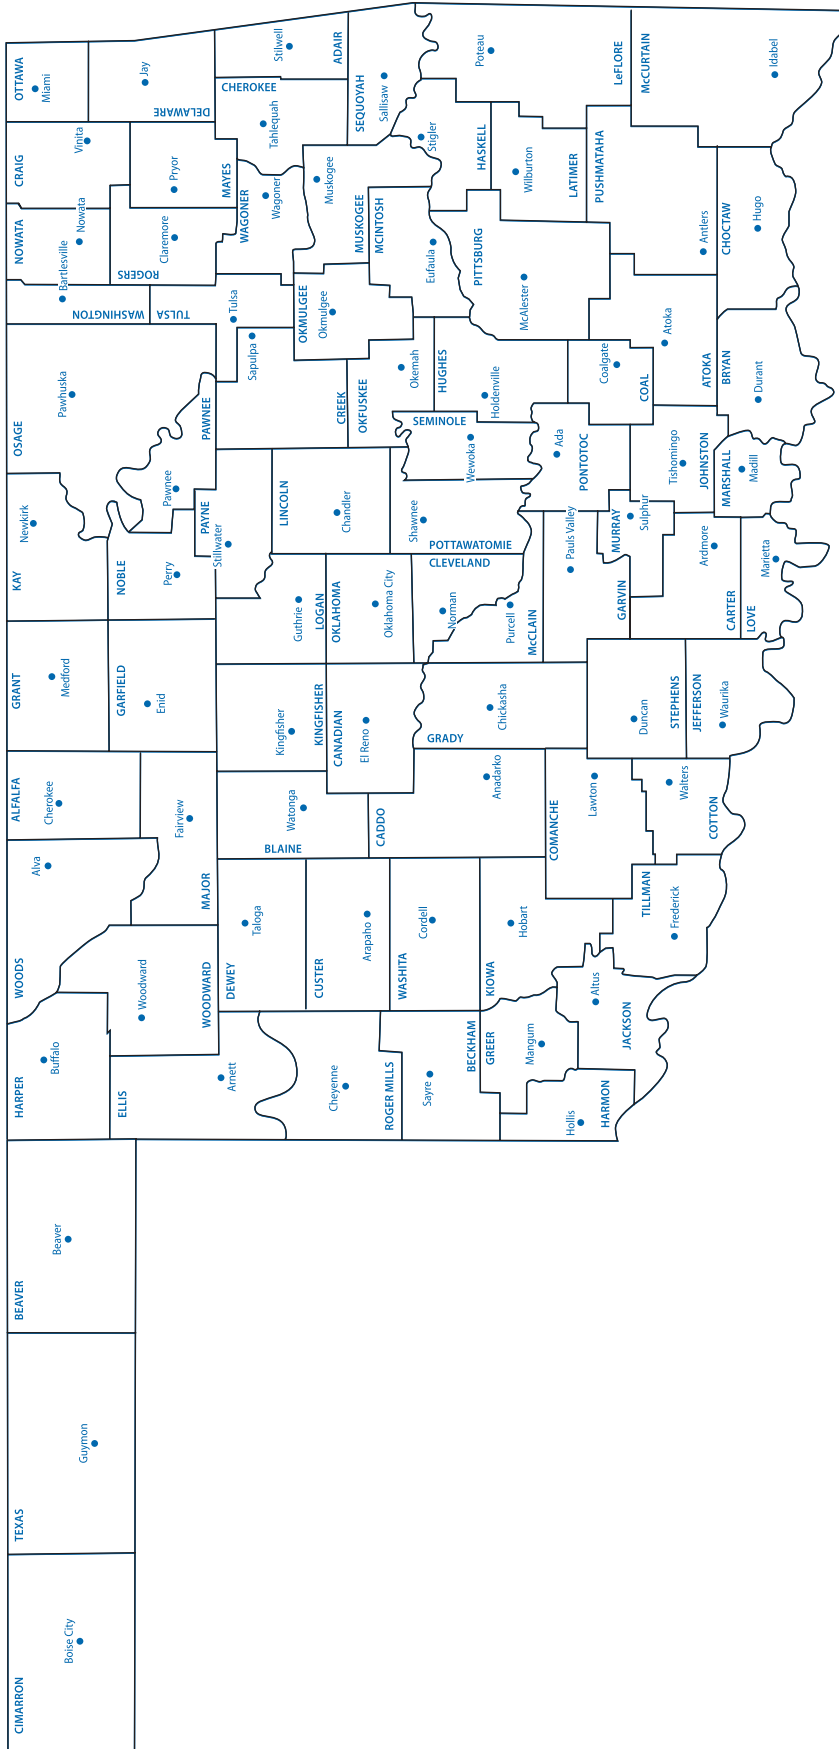 CIMARRON
Boise City
TEXAS
Guymon
BEAVER
Beaver
HARPER
Buffalo
ELLIS
Arnett
WOODS
Alva
WOODWARD
Woodward
ALFALFA
Cherokee
MAJOR
Fairview
GRANT
Medford
GARFIELD
Enid
KAY
Newkirk
NOBLE
Perry
OSAGE
Pawhuska
PAWNEE
Pawnee
PAYNE
Stillwater
WASHINGTON
Bartlesville
NOWATA
Nowata
CRAIG
Vinita
OTTAWA
Miami
DELAWARE
Jay
ROGERS
Claremore
MAYES
Pryor
TULSA
Tulsa
WAGONER
Wagoner
CHEROKEE
Tahlequah
ADAIR
Stilwell
ROGER MILLS
Cheyenne
DEWEY
Taloga
CUSTER
Arapaho
BLAINE
Watonga
KINGFISHER
Kingfisher
CANADIAN
El Reno
LOGAN
Guthrie
OKLAHOMA
Oklahoma City
LINCOLN
Chandler
CREEK
Sapulpa
OKFUSKEE
Okemah
OKMULGEE
Okmulgee
MUSKOGEE
Muskogee
MCINTOSH
Eufaula
SEQUOYAH
Sallisaw
BECKHAM
Sayre
WASHITA
Cordell
CADDO
Anadarko
GRADY
Chickasha
CLEVELAND
Norman
McCLAIN
Purcell
POTTAWATOMIE
Shawnee
SEMINOLE
Wewoka
HUGHES
Holdenville
PITTSBURG
McAlester
HASKELL
Stigler
LATIMER
Wilburton
LeFLORE
Poteau
HARMON
Hollis
GREER
Mangum
KIOWA
Hobart
JACKSON
Altus
TILLMAN
Frederick
COMANCHE
Lawton
COTTON
Walters
STEPHENS
Duncan
JEFFERSON
Waurika
GARVIN
Pauls Valley
MURRAY
Sulphur
CARTER
Ardmore
LOVE
Marietta
PONTOTOC
Ada
JOHNSTON
Tishomingo
MARSHALL
Madill
COAL
Coalgate
ATOKA
Atoka
BRYAN
Durant
PUSHMATAHA
Antlers
CHOCTAW
Hugo
McCURTAIN
Idabel